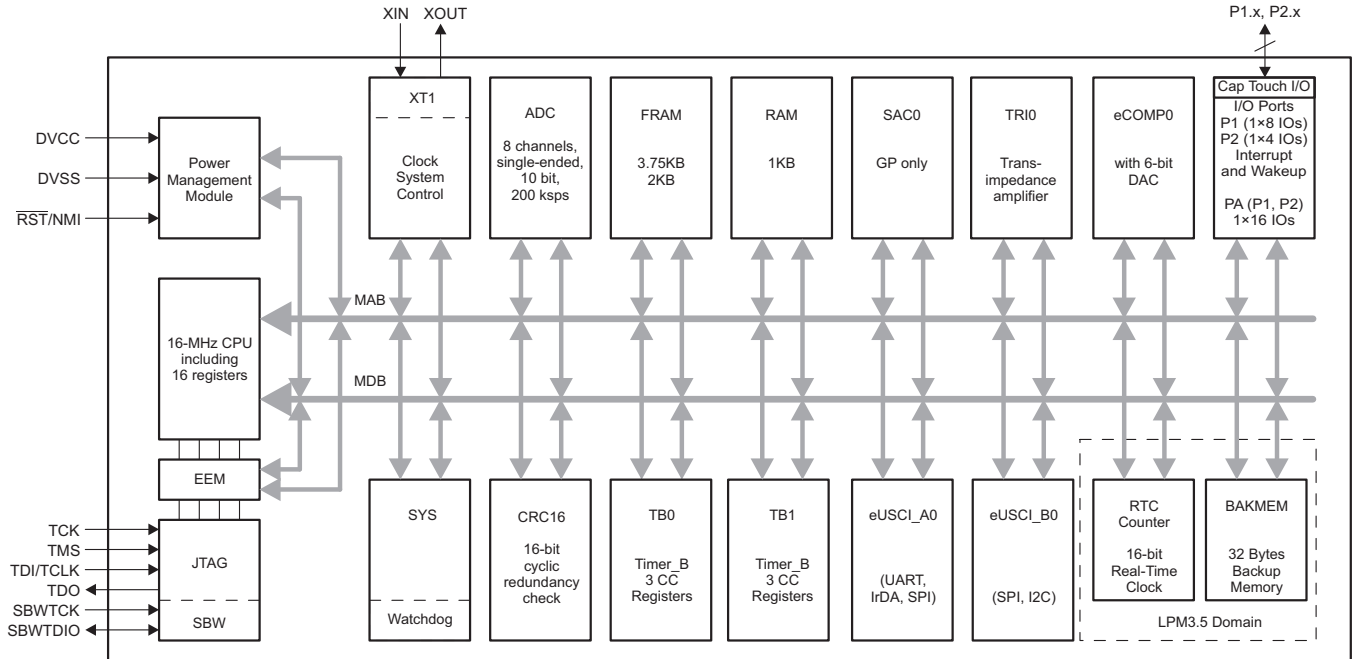 XIN
XOUT
P1.x, P2.x
DVCC
DVSS
RST/NMI
Power
Management
Module
XT1
Clock
System
Control
ADC
8 channels,
single-ended,
10 bit,
200 ksps
FRAM
3.75KB
2KB
RAM
1KB
SAC0
GP only
TRI0
Trans-
impedance
amplifier
eCOMP0
with 6-bit
DAC
Cap Touch I/O
I/O Ports
P1 (1×8 IOs)
P2 (1×4 IOs)
Interrupt
and Wakeup
PA (P1, P2)
1×16 IOs
MAB
16-MHz CPU
including
16 registers
MDB
EEM
TCK
TMS
TDI/TCLK
TDO
SBWTCK
SBWTDIO
JTAG
SBW
SYS
Watchdog
CRC16
16-bit
cyclic
redundancy
check
TB0
Timer_B
3 CC
Registers
TB1
Timer_B
3 CC
Registers
eUSCI_A0
(UART,
IrDA, SPI)
eUSCI_B0
(SPI, I2C)
RTC
Counter
16-bit
Real-Time
Clock
BAKMEM
32 Bytes
Backup
Memory
LPM3.5 Domain